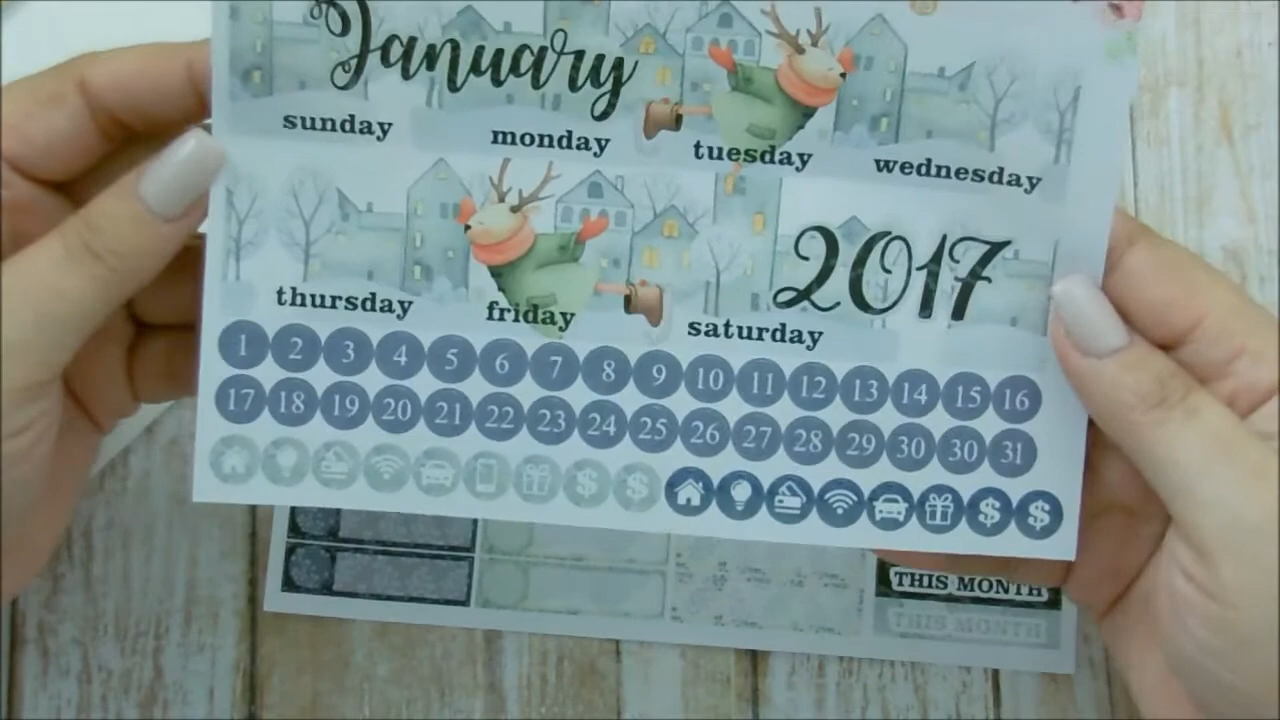 January
sunday monday tuesday wednesday
2017
thursday friday saturday
1 2 3 4 5 6 7 8 9 10 11 12 13 14 15 16
17 18 19 20 21 22 23 24 25 26 27 28 29 30 30 31
$ $ $ $
THIS MONTH
THIS MONTH